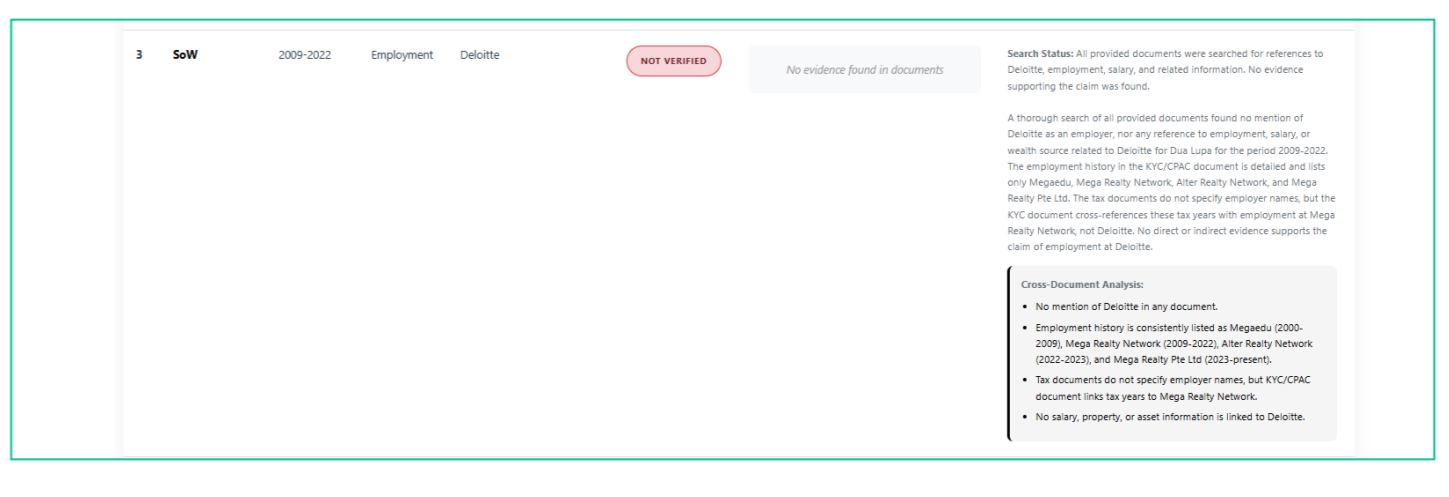 3 SoW 2009-2022 Employment Deloitte NOT VERIFIED No evidence found in documents
Search Status: All provided documents were searched for references to
Deloitte, employment, salary, and related information. No evidence
supporting the claim was found.
A thorough search of all provided documents found no mention of
Deloitte as an employer, nor any reference to employment, salary, or
wealth source related to Deloitte for Dua Lupa for the period 2009-2022.
The employment history in the KYC/CPAC document is detailed and lists
only Megaedu, Mega Realty Network, Alter Realty Network, and Mega
Realty Pte Ltd. The tax documents do not specify employer names, but the
KYC document cross-references these tax years with employment at Mega
Realty Network, not Deloitte. No direct or indirect evidence supports the
claim of employment at Deloitte.
Cross-Document Analysis:
• No mention of Deloitte in any document.
• Employment history is consistently listed as Megaedu (2000-
2009), Mega Realty Network (2009-2022), Alter Realty Network
(2022-2023), and Mega Realty Pte Ltd (2023-present).
• Tax documents do not specify employer names, but KYC/CPAC
document links tax years to Mega Realty Network.
• No salary, property, or asset information is linked to Deloitte.